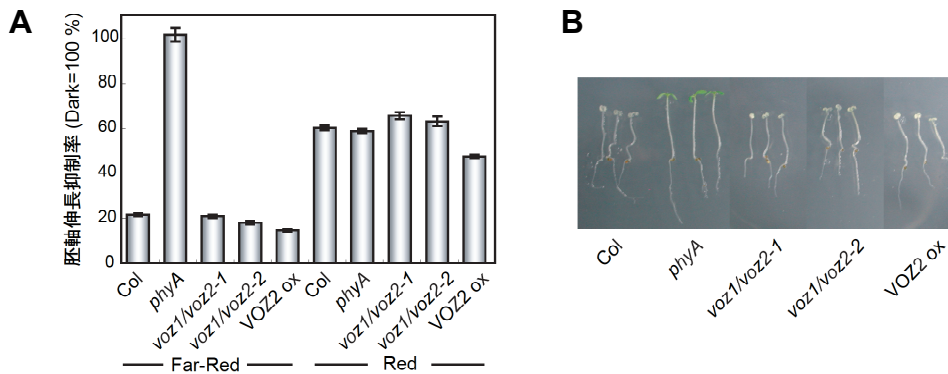 A
胚軸伸長抑制率 (Dark=100 %)
100
80
60
40
20
0
Col
phyA
voz1/voz2-1
voz1/voz2-2
VOZ2 ox
Col
phyA
voz1/voz2-1
voz1/voz2-2
VOZ2 ox
Far-Red
Red
B
Col
phyA
voz1/voz2-1
voz1/voz2-2
VOZ2 ox